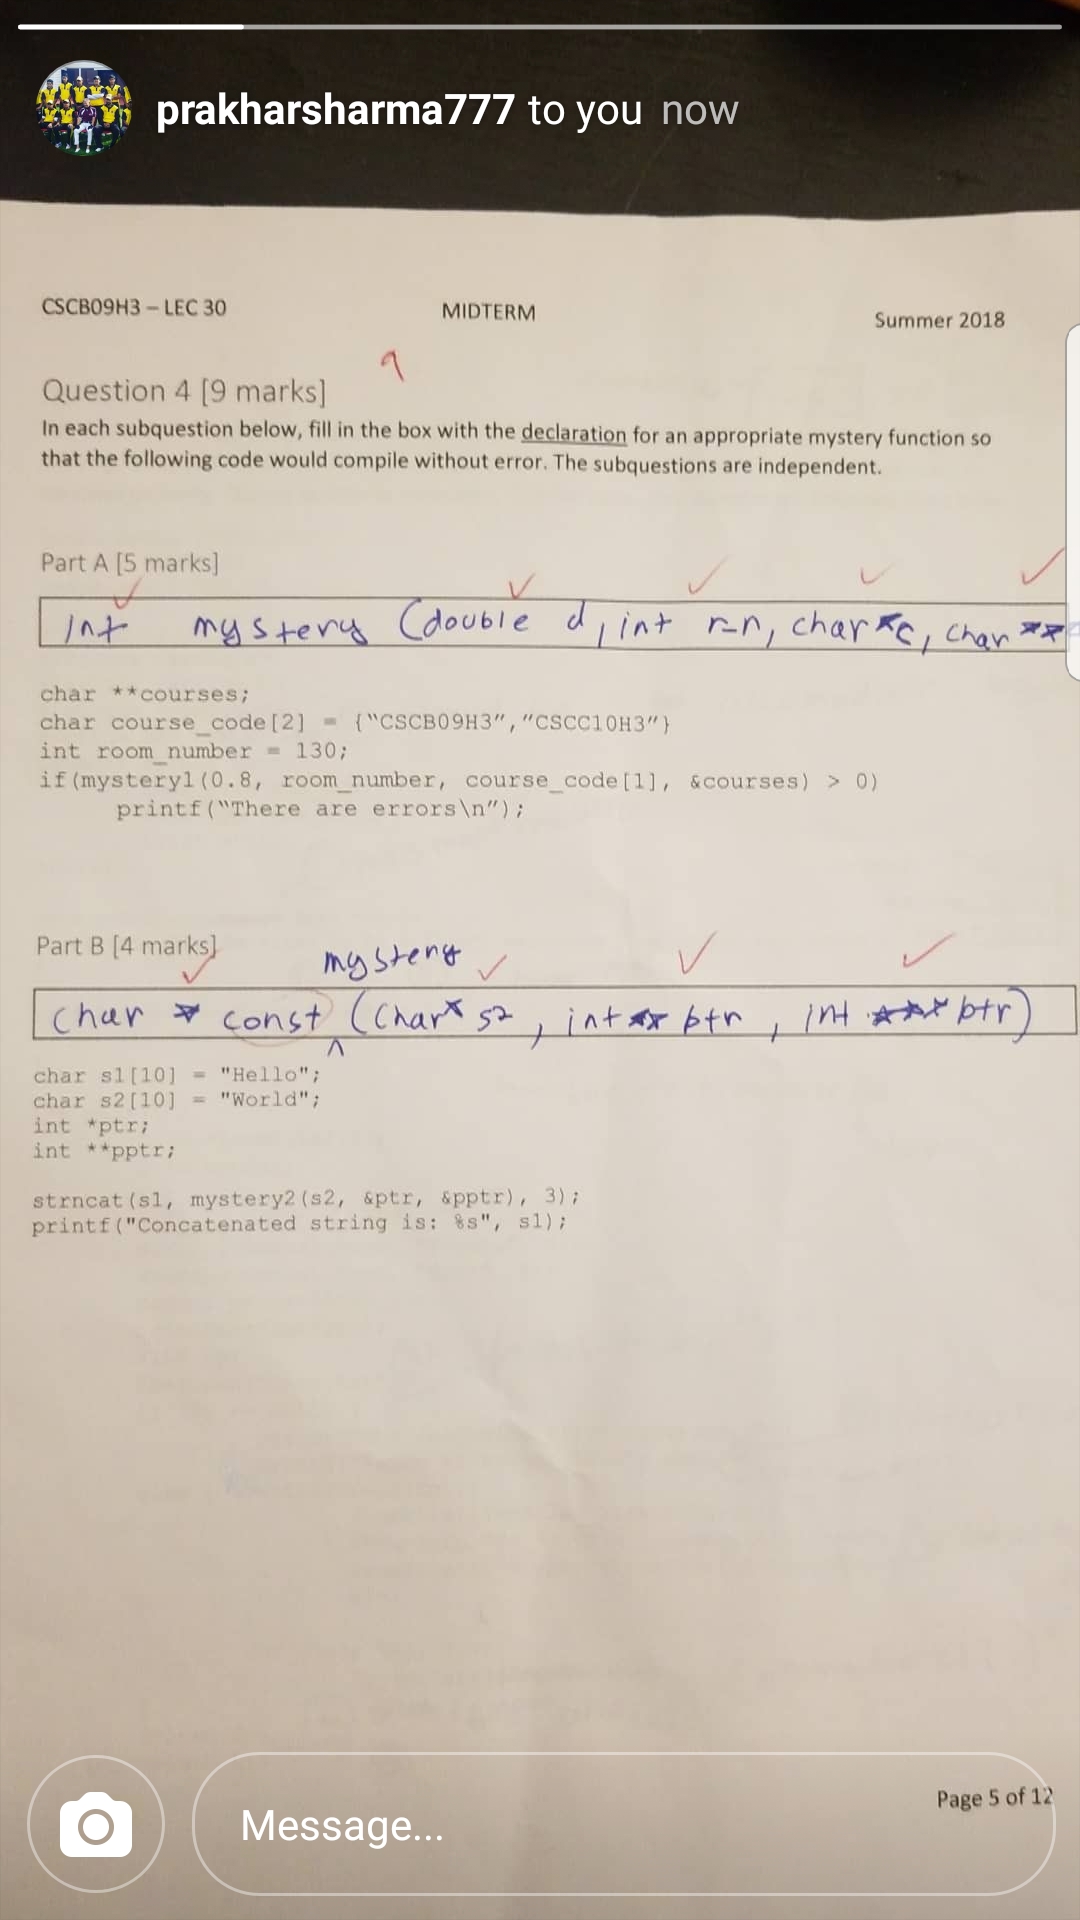 prakharsharma777 to you now
CSCB09H3 – LEC 30 MIDTERM Summer 2018
9
Question 4 [9 marks]
In each subquestion below, fill in the box with the declaration for an appropriate mystery function so
that the following code would compile without error. The subquestions are independent.
Part A [5 marks]
int mystery (double d, int r_n, char *c, char **
char **courses;
char course_code[2] = {"CSCB09H3","CSCC10H3"}
int room_number = 130;
if(mystery1(0.8, room_number, course_code[1], &courses) > 0)
printf("There are errors\n");
Part B [4 marks]
mystery
char * const (char* s2, int ** ptr, int *** ptr)
char s1[10] = "Hello";
char s2[10] = "World";
int *ptr;
int **pptr;
strncat(s1, mystery2(s2, &ptr, &pptr), 3);
printf("Concatenated string is: %s", s1);
Page 5 of 12
Message...